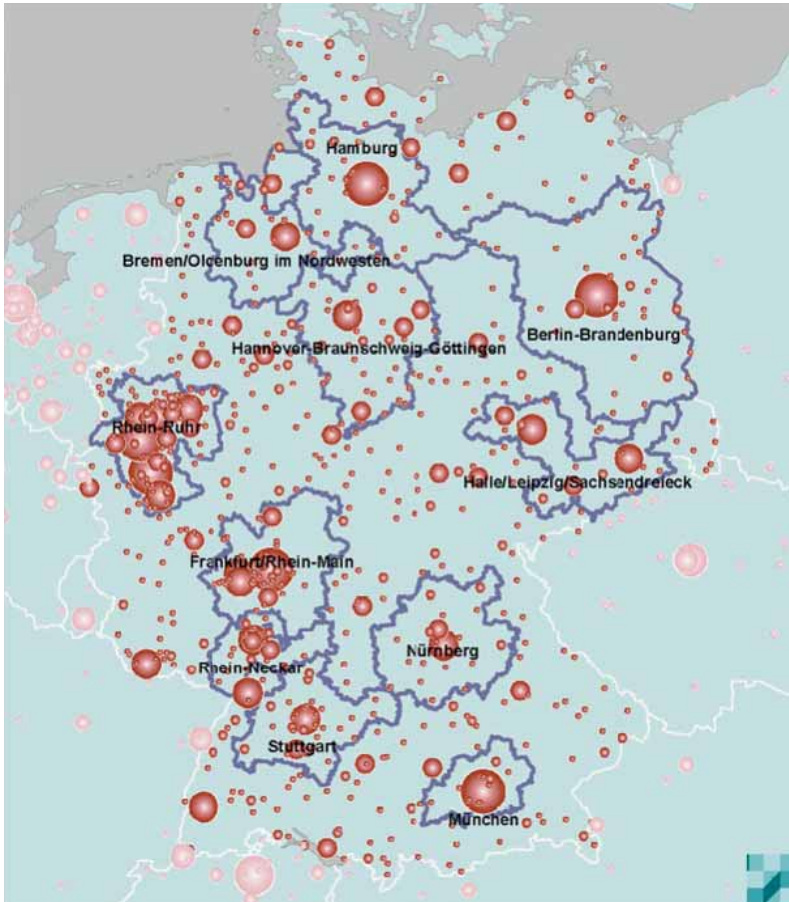 Hamburg
Bremen/Olcenburg im Nordwesten
Berlin-Brandenburg
Hannover-Braunschweig-Göttingen
Rhein-Ruhr
Halle/Leipzig/Sachsendreieck
Frankfurt/Rhein-Main
Nürnberg
Rhein-Neckar
Stuttgart
München